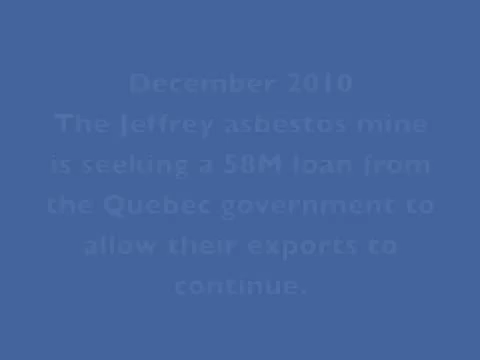 December 2010
The Jeffrey asbestos mine
is seeking a 58M loan from
the Quebec government to
allow their exports to
continue.